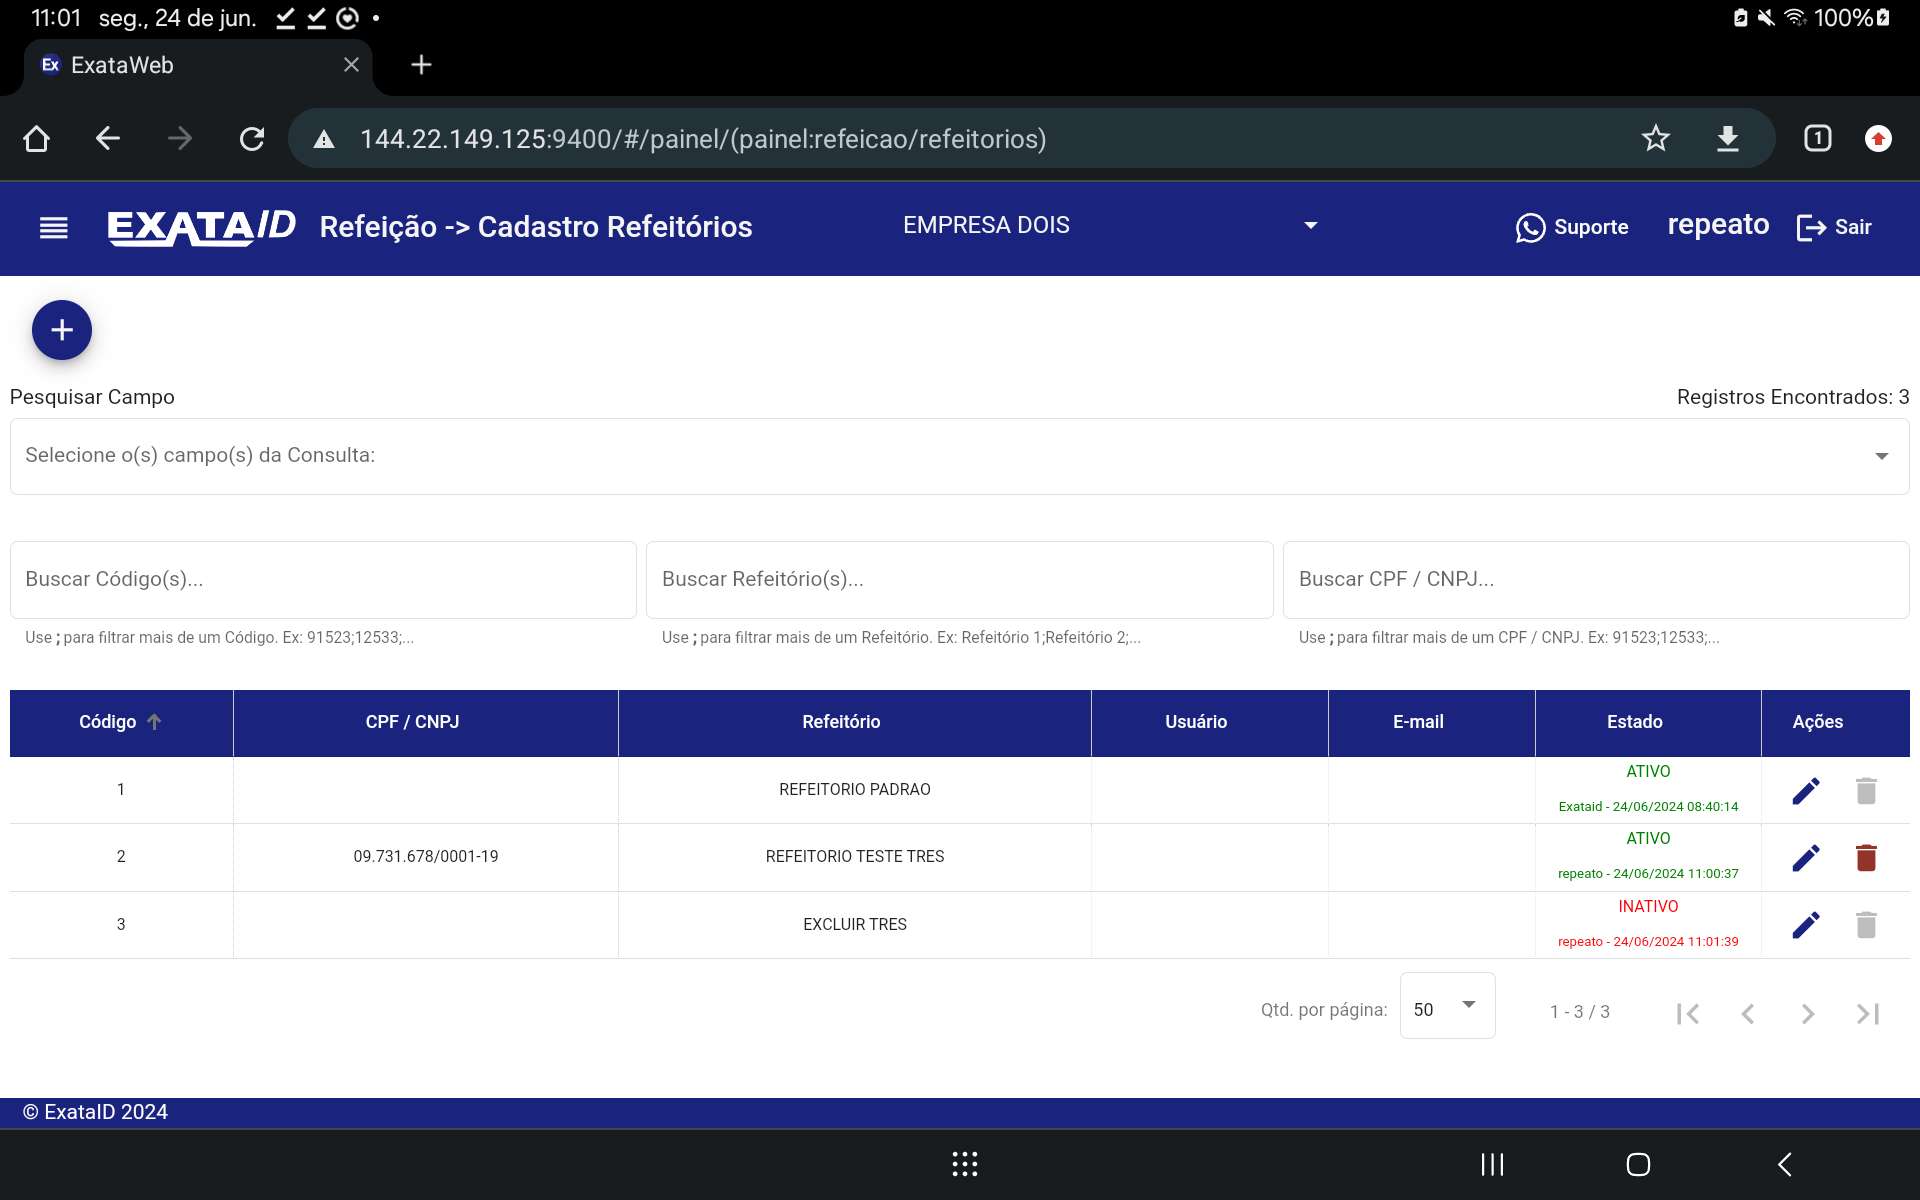 11:01 seg., 24 de jun. 100%
Ex ExataWeb
144.22.149.125:9400/#/painel/(painel:refeicao/refeitorios) 1
EXATAID Refeição -> Cadastro Refeitórios EMPRESA DOIS Suporte repeato Sair
Pesquisar Campo Registros Encontrados: 3
Selecione o(s) campo(s) da Consulta:
Buscar Código(s)... Buscar Refeitório(s)... Buscar CPF / CNPJ...
Use ; para filtrar mais de um Código. Ex: 91523;12533;... Use ; para filtrar mais de um Refeitório. Ex: Refeitório 1;Refeitório 2;... Use ; para filtrar mais de um CPF / CNPJ. Ex: 91523;12533;...
Código CPF / CNPJ Refeitório Usuário E-mail Estado Ações
1 REFEITORIO PADRAO ATIVO
Exataid - 24/06/2024 08:40:14
2 09.731.678/0001-19 REFEITORIO TESTE TRES ATIVO
repeato - 24/06/2024 11:00:37
3 EXCLUIR TRES INATIVO
repeato - 24/06/2024 11:01:39
Qtd. por página: 50 1 - 3 / 3
© ExataID 2024